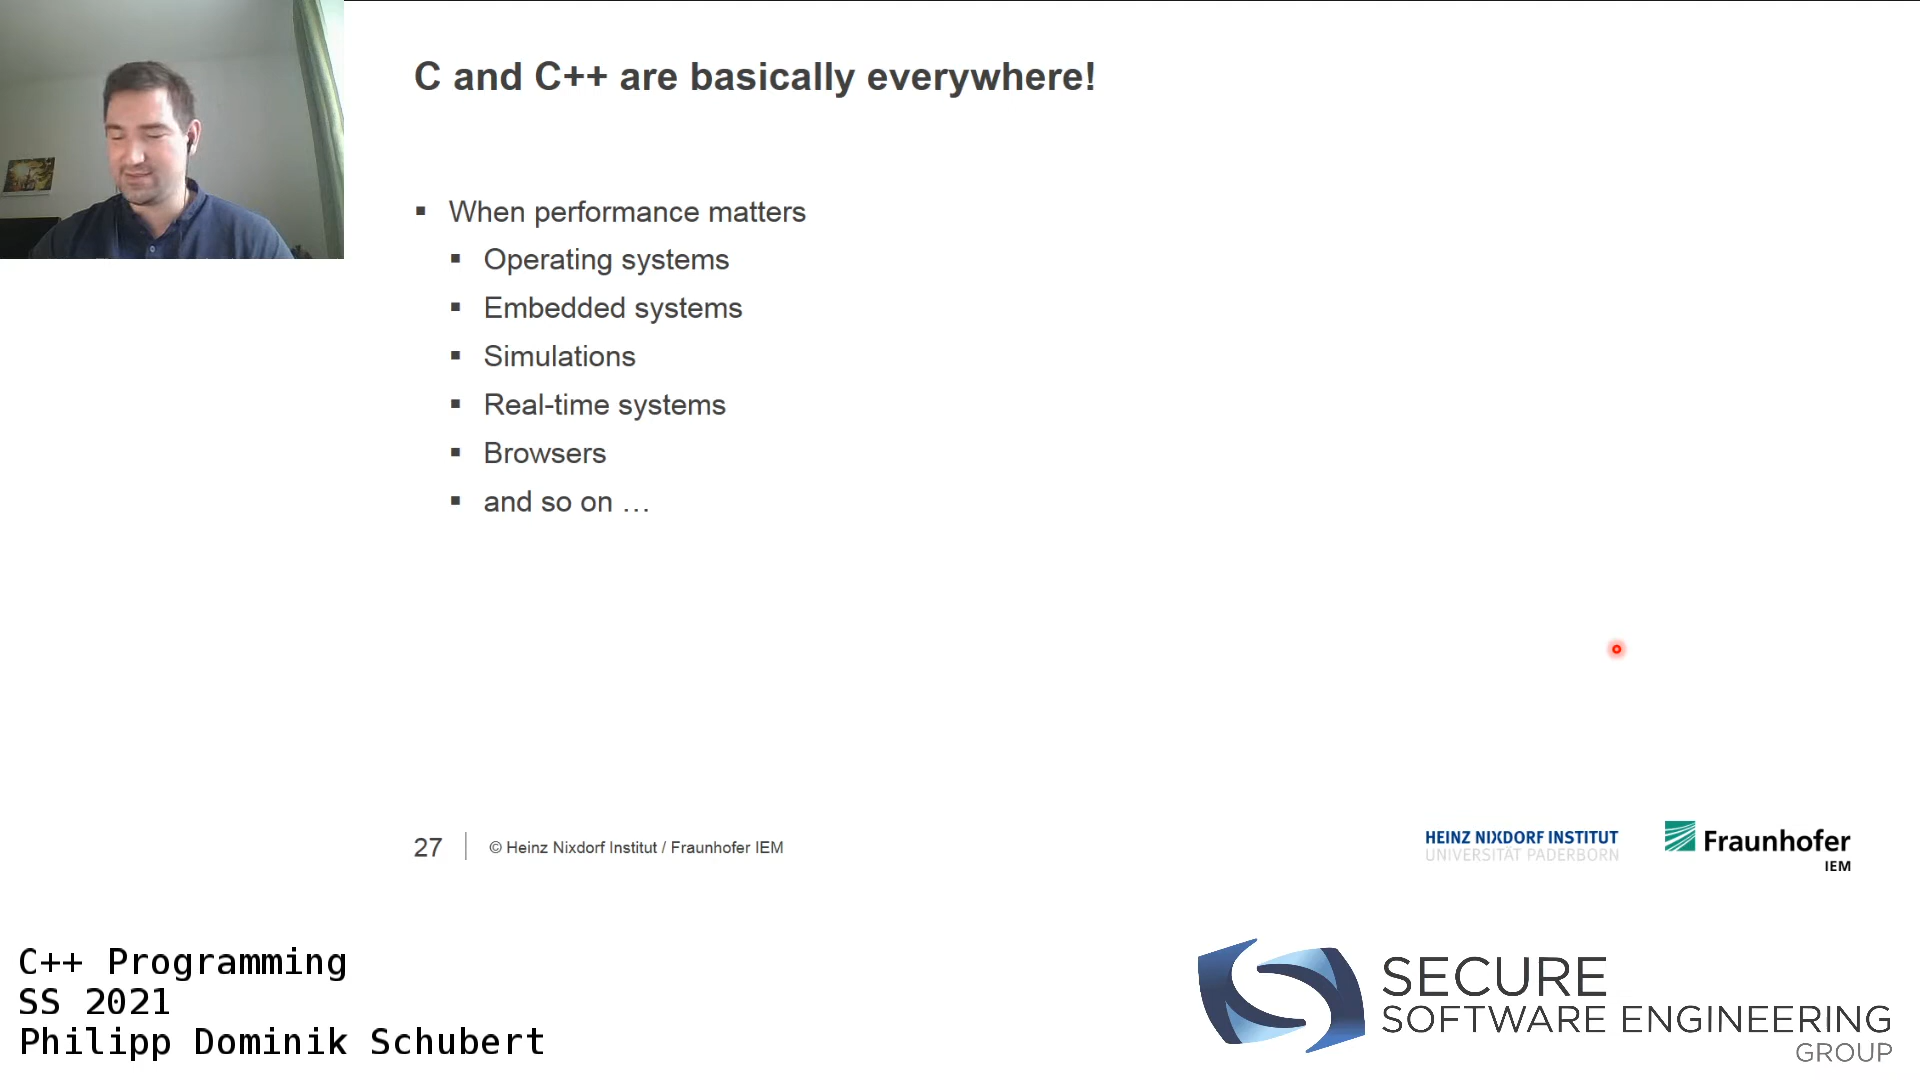 C and C++ are basically everywhere!
▪ When performance matters
▪ Operating systems
▪ Embedded systems
▪ Simulations
▪ Real-time systems
▪ Browsers
▪ and so on …
27
© Heinz Nixdorf Institut / Fraunhofer IEM
HEINZ NIXDORF INSTITUT
UNIVERSITÄT PADERBORN
Fraunhofer
IEM
C++ Programming
SS 2021
Philipp Dominik Schubert
SECURE
SOFTWARE ENGINEERING
GROUP